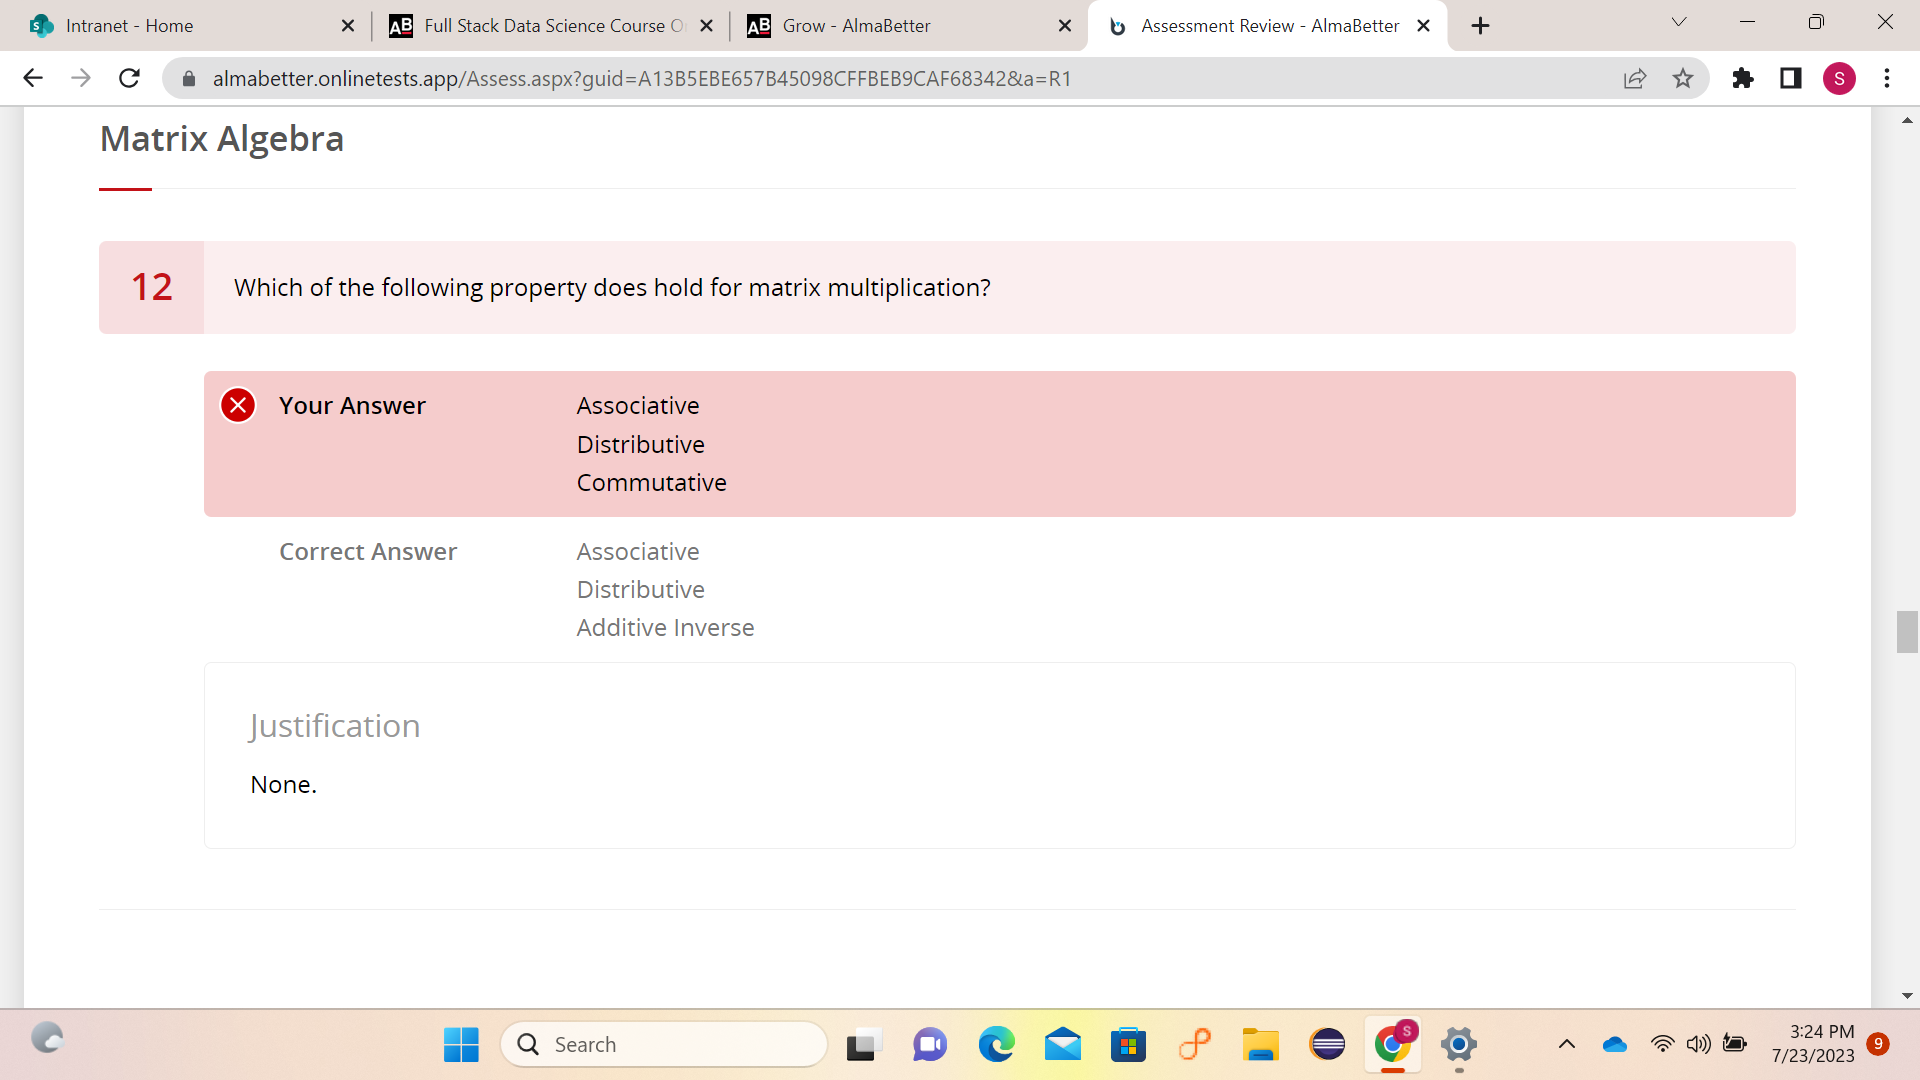 Intranet - Home
AB Full Stack Data Science Course O
AB Grow - AlmaBetter
Assessment Review - AlmaBetter
almabetter.onlinetests.app/Assess.aspx?guid=A13B5EBE657B45098CFFBEB9CAF68342&a=R1
S
Matrix Algebra
12 Which of the following property does hold for matrix multiplication?
Your Answer Associative
Distributive
Commutative
Correct Answer Associative
Distributive
Additive Inverse
Justification
None.
Search
S
3:24 PM
7/23/2023
9